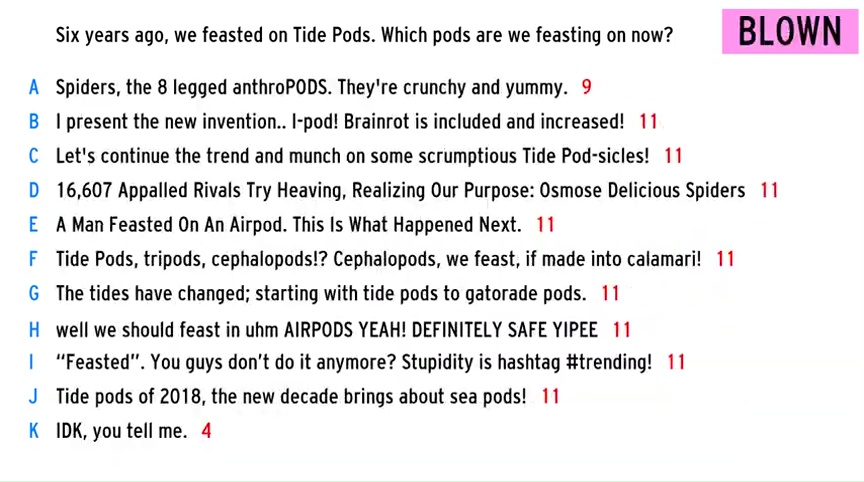 Six years ago, we feasted on Tide Pods. Which pods are we feasting on now?
BLOWN
A Spiders, the 8 legged anthroPODS. They're crunchy and yummy. 9
B I present the new invention.. I-pod! Brainrot is included and increased! 11
C Let's continue the trend and munch on some scrumptious Tide Pod-sicles! 11
D 16,607 Appalled Rivals Try Heaving, Realizing Our Purpose: Osmose Delicious Spiders 11
E A Man Feasted On An Airpod. This Is What Happened Next. 11
F Tide Pods, tripods, cephalopods!? Cephalopods, we feast, if made into calamari! 11
G The tides have changed; starting with tide pods to gatorade pods. 11
H well we should feast in uhm AIRPODS YEAH! DEFINITELY SAFE YIPEE 11
I “Feasted”. You guys don’t do it anymore? Stupidity is hashtag #trending! 11
J Tide pods of 2018, the new decade brings about sea pods! 11
K IDK, you tell me. 4